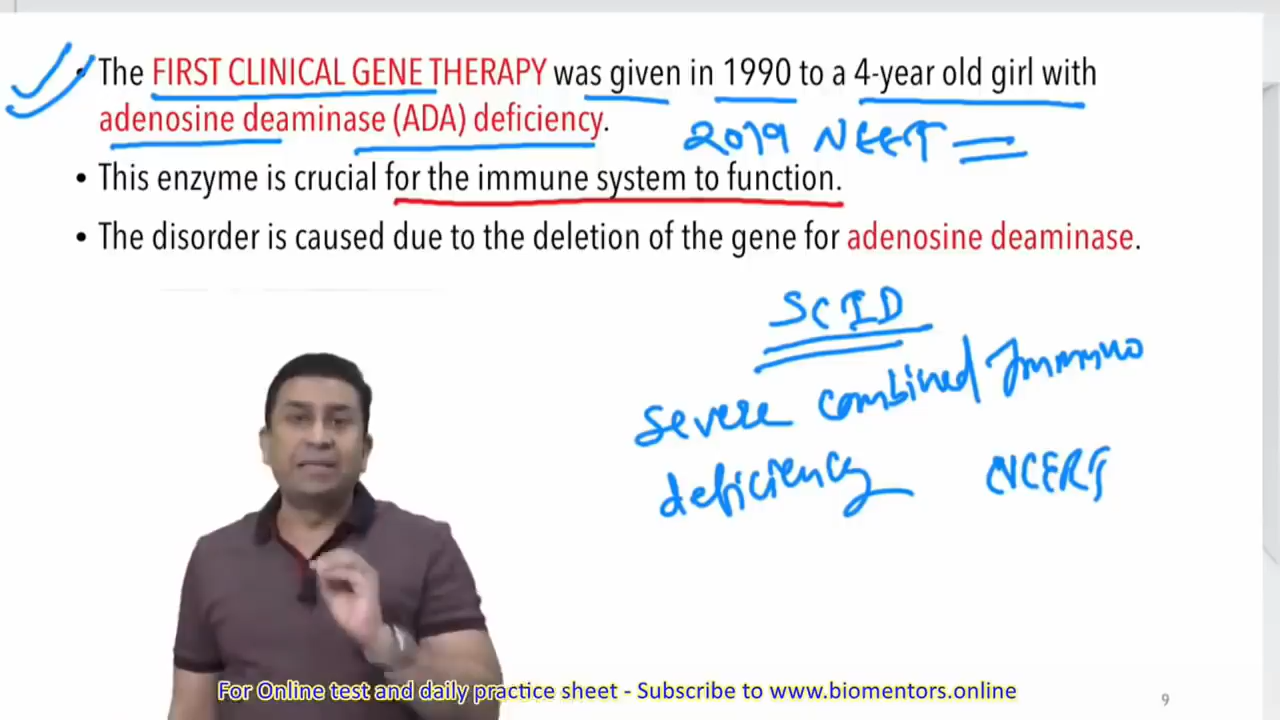 • The FIRST CLINICAL GENE THERAPY was given in 1990 to a 4-year old girl with
adenosine deaminase (ADA) deficiency.
2019 NEET
• This enzyme is crucial for the immune system to function.
• The disorder is caused due to the deletion of the gene for adenosine deaminase.
SCID
severe combined Immuno
deficiency NCERT
For Online test and daily practice sheet - Subscribe to www.biomentors.online
9